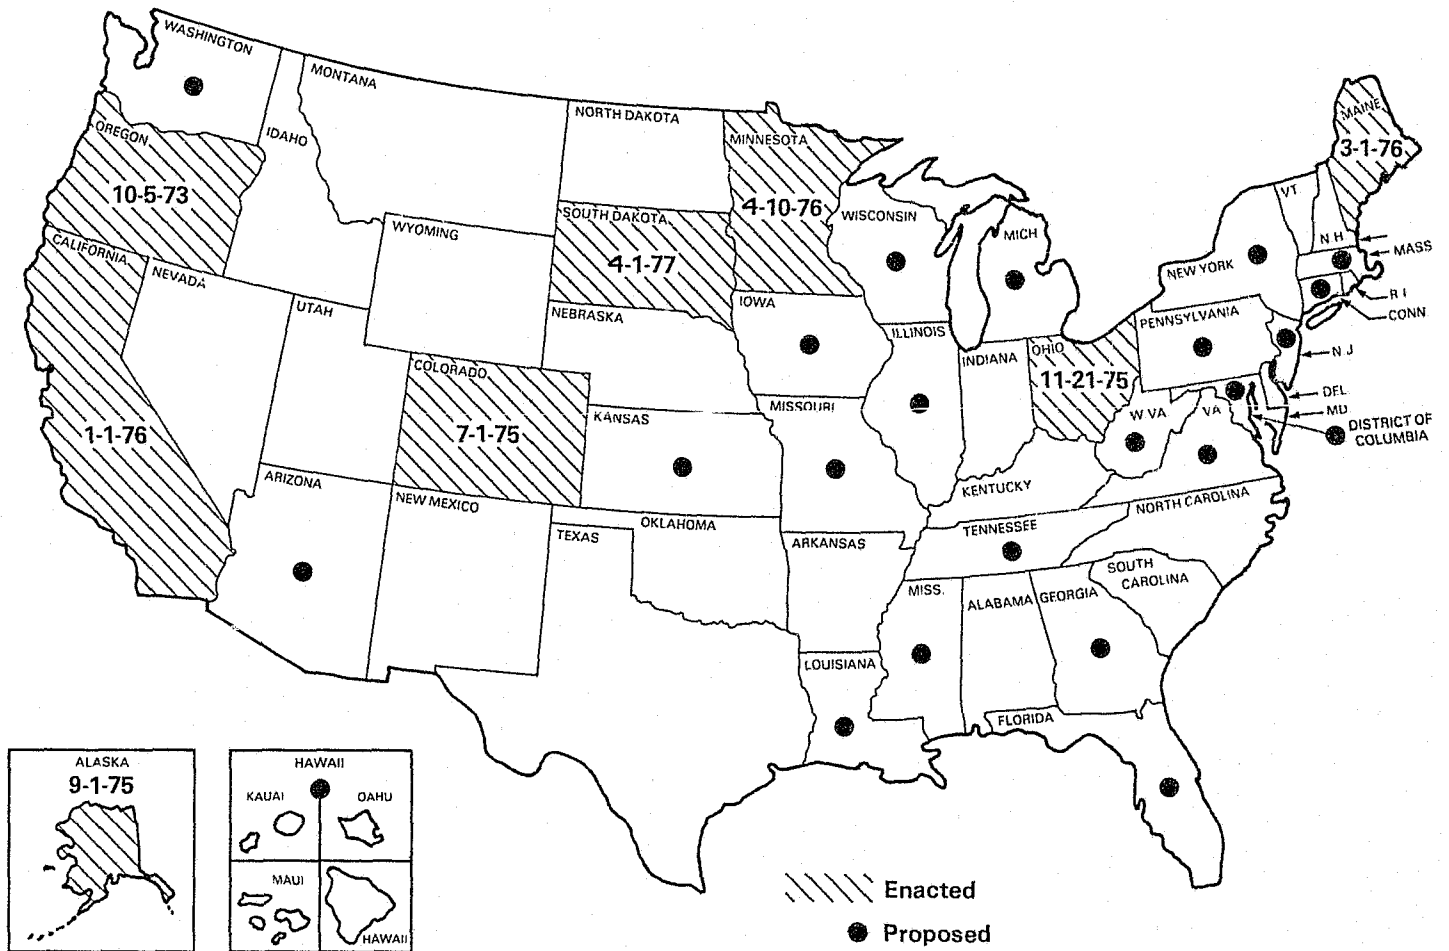 WASHINGTON
MONTANA
NORTH DAKOTA
MINNESOTA
MAINE
3-1-76
OREGON
IDAHO
10-5-73
SOUTH DAKOTA
4-10-76
WISCONSIN
MICH
VT
N H
MASS
WYOMING
CALIFORNIA
NEVADA
4-1-77
NEW YORK
R I
CONN
UTAH
NEBRASKA
IOWA
ILLINOIS
INDIANA
OHIO
PENNSYLVANIA
N J
COLORADO
11-21-75
DEL
MD
1-1-76
7-1-75
KANSAS
MISSOURI
W VA
VA
DISTRICT OF
COLUMBIA
ARIZONA
NEW MEXICO
KENTUCKY
NORTH CAROLINA
TEXAS
OKLAHOMA
ARKANSAS
TENNESSEE
SOUTH
CAROLINA
MISS.
ALABAMA
GEORGIA
LOUISIANA
FLORIDA
ALASKA
9-1-75
HAWAII
KAUAI
OAHU
MAUI
HAWAII
Enacted
Proposed